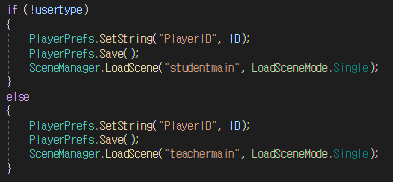 if (!usertype)
{
PlayerPrefs.SetString("PlayerID", ID);
PlayerPrefs.Save();
SceneManager.LoadScene("studentmain", LoadSceneMode.Single);
}
else
{
PlayerPrefs.SetString("PlayerID", ID);
PlayerPrefs.Save();
SceneManager.LoadScene("teachermain", LoadSceneMode.Single);
}